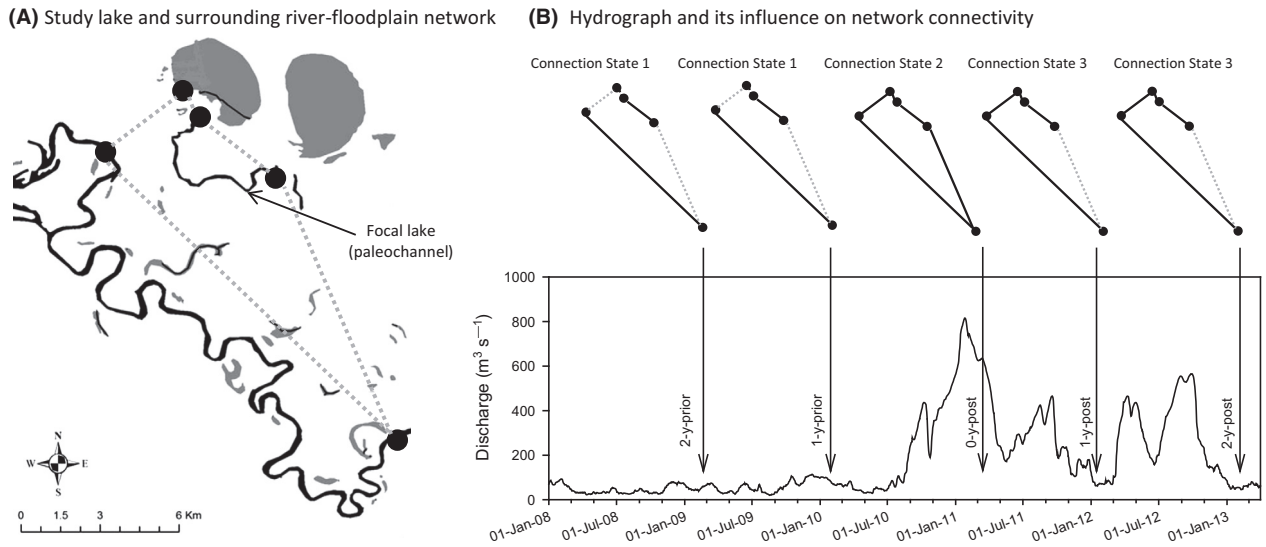 (A) Study lake and surrounding river-floodplain network
Focal lake
(paleochannel)
N
W E
S
0 1.5 3 6 Km
(B) Hydrograph and its influence on network connectivity
Connection State 1 Connection State 1 Connection State 2 Connection State 3 Connection State 3
Discharge (m³ s⁻¹)
1000
800
600
400
200
0
2-y-prior
1-y-prior
0-y-post
1-y-post
2-y-post
01-Jan-08 01-Jul-08 01-Jan-09 01-Jul-09 01-Jan-10 01-Jul-10 01-Jan-11 01-Jul-11 01-Jan-12 01-Jul-12 01-Jan-13